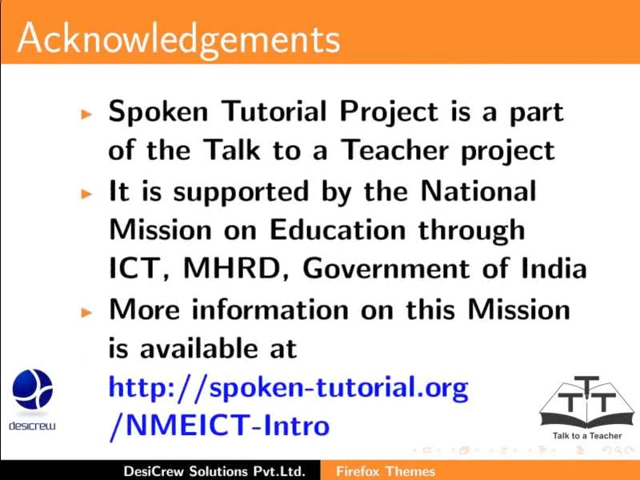 Acknowledgements
Spoken Tutorial Project is a part
of the Talk to a Teacher project
It is supported by the National
Mission on Education through
ICT, MHRD, Government of India
More information on this Mission
is available at
http://spoken-tutorial.org
/NMEICT-Intro
desicrew
TTT
Talk to a Teacher
DesiCrew Solutions Pvt.Ltd. Firefox Themes